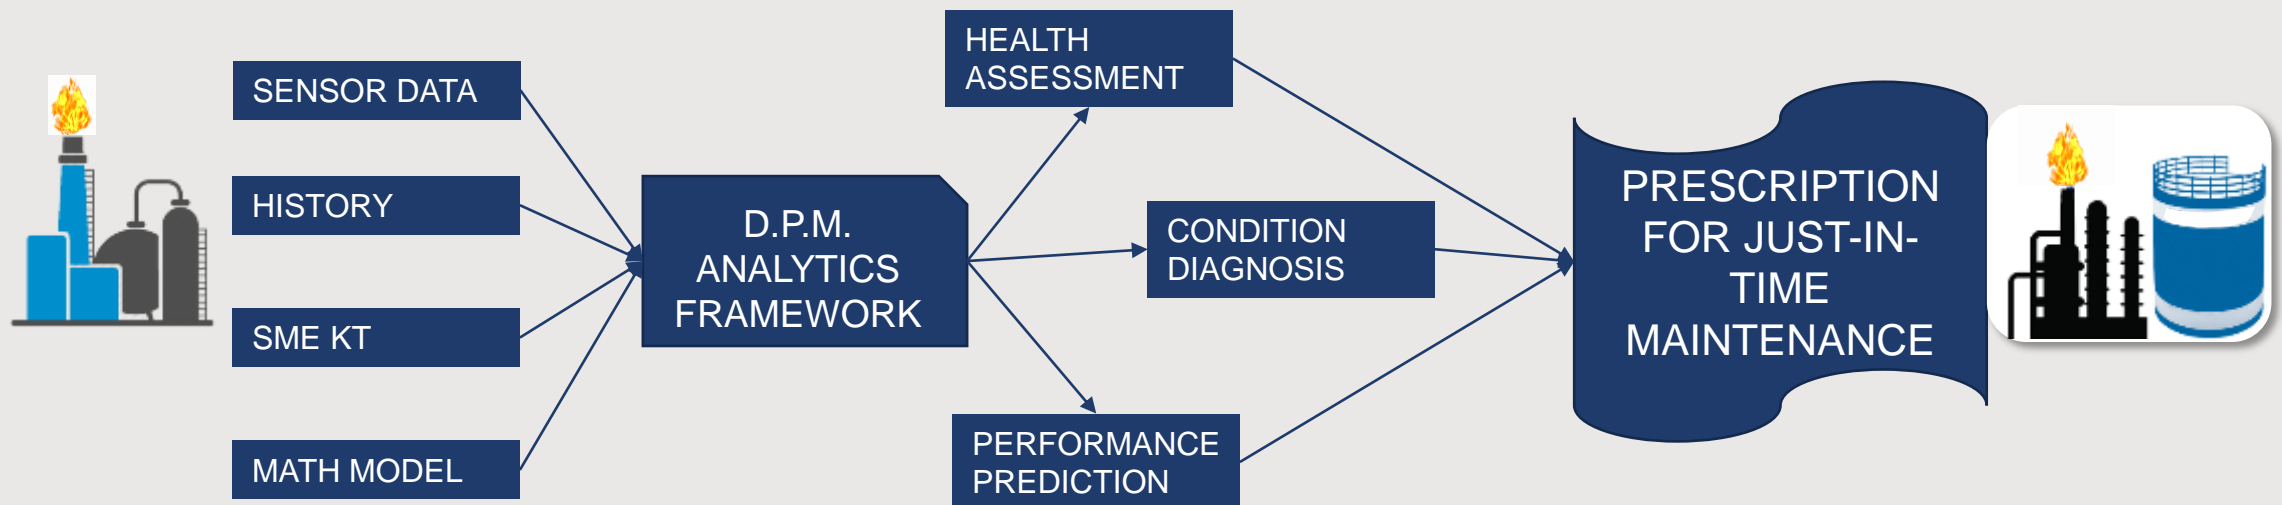 SENSOR DATA
HISTORY
SME KT
MATH MODEL
D.P.M.
ANALYTICS
FRAMEWORK
HEALTH
ASSESSMENT
CONDITION
DIAGNOSIS
PERFORMANCE
PREDICTION
PRESCRIPTION
FOR JUST-IN-
TIME
MAINTENANCE